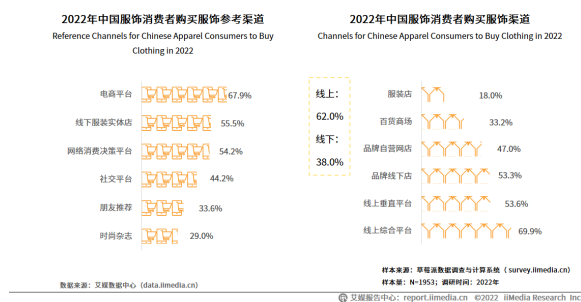 2022年中国服饰消费者购买服饰参考渠道
Reference Channels for Chinese Apparel Consumers to Buy
Clothing in 2022
电商平台 67.9%
线下服装实体店 55.5%
网络消费决策平台 54.2%
社交平台 44.2%
朋友推荐 33.6%
时尚杂志 29.0%
2022年中国服饰消费者购买服饰渠道
Channels for Chinese Apparel Consumers to Buy Clothing in 2022
线上：
62.0%
线下：
38.0%
服装店 18.0%
百货商场 33.2%
品牌自营网店 47.0%
品牌线下店 53.3%
线上垂直平台 53.6%
线上综合平台 69.9%
样本来源：草莓派数据调查与计算系统（survey.iimedia.cn）
样本量：N=1953；调研时间：2022年
数据来源：艾媒数据中心（data.iimedia.cn）
艾媒报告中心：report.iimedia.cn ©2022 iiMedia Research Inc